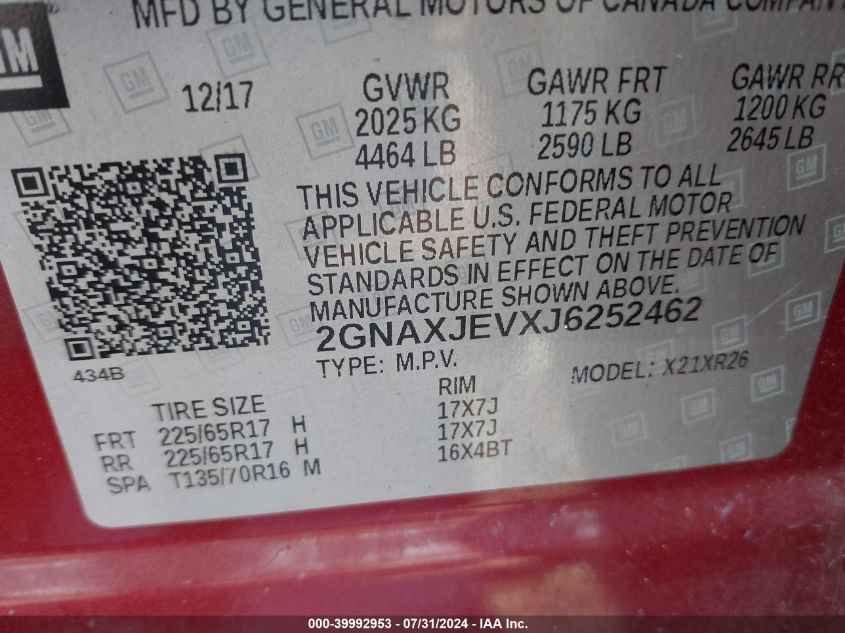 MFD BY GENERAL MOTORS OF CANADA COMPANY
GM
12/17
GVWR GAWR FRT GAWR RR
2025 KG 1175 KG 1200 KG
4464 LB 2590 LB 2645 LB
THIS VEHICLE CONFORMS TO ALL
APPLICABLE U.S. FEDERAL MOTOR
VEHICLE SAFETY AND THEFT PREVENTION
STANDARDS IN EFFECT ON THE DATE OF
MANUFACTURE SHOWN ABOVE.
2GNAXJEVXJ6252462
TYPE: M.P.V. MODEL: X21XR26
434B
TIRE SIZE RIM
FRT 225/65R17 H 17X7J
RR 225/65R17 H 17X7J
SPA T135/70R16 M 16X4BT
000-39992953 - 07/31/2024 - IAA Inc.